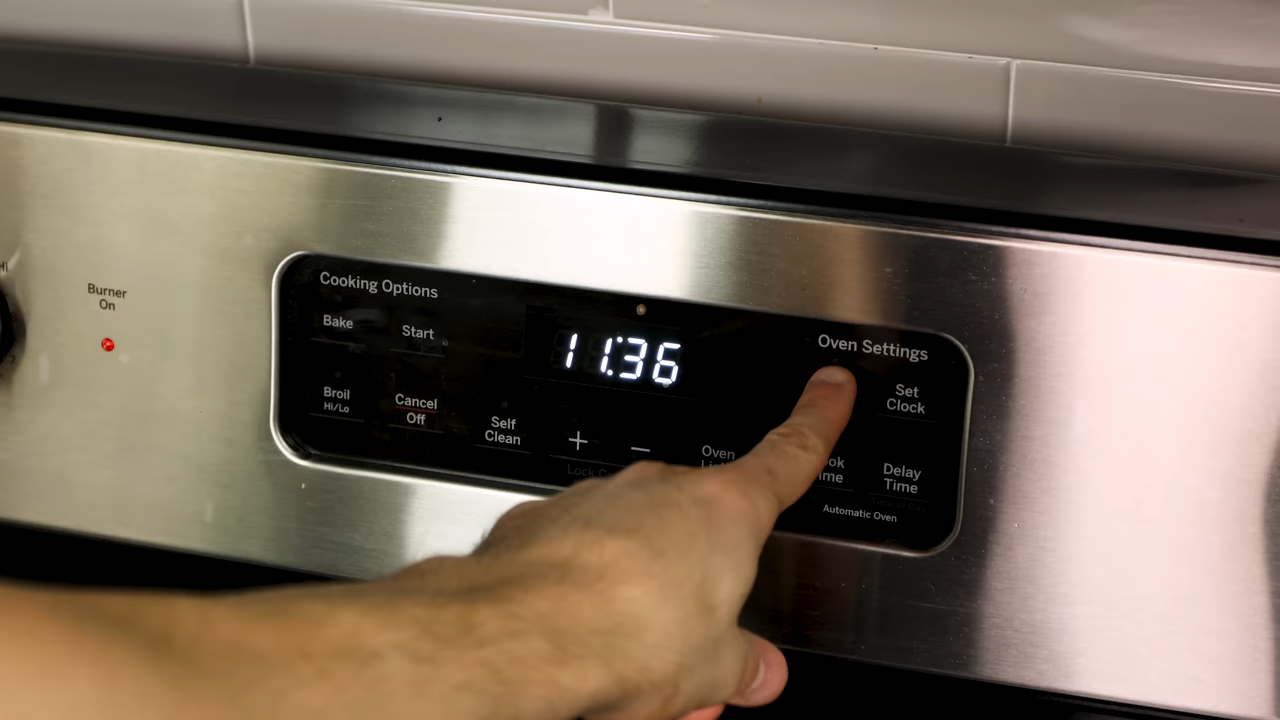 Burner
On
Cooking Options
Bake
Start
Broil
Hi/Lo
Cancel
Off
Self
Clean
11:36
+
−
Oven
Oven Settings
Set
Clock
Delay
Time
Automatic Oven